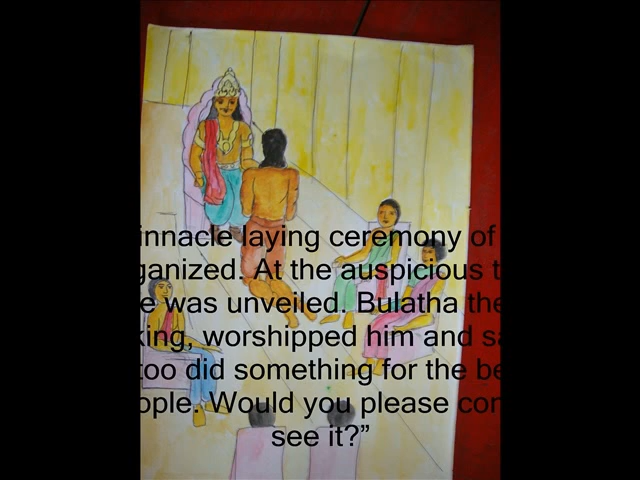 innacle laying ceremony of
ganized. At the auspicious t
e was unveiled. Bulatha the
king, worshipped him and sa
too did something for the be
ople. Would you please con
see it?”